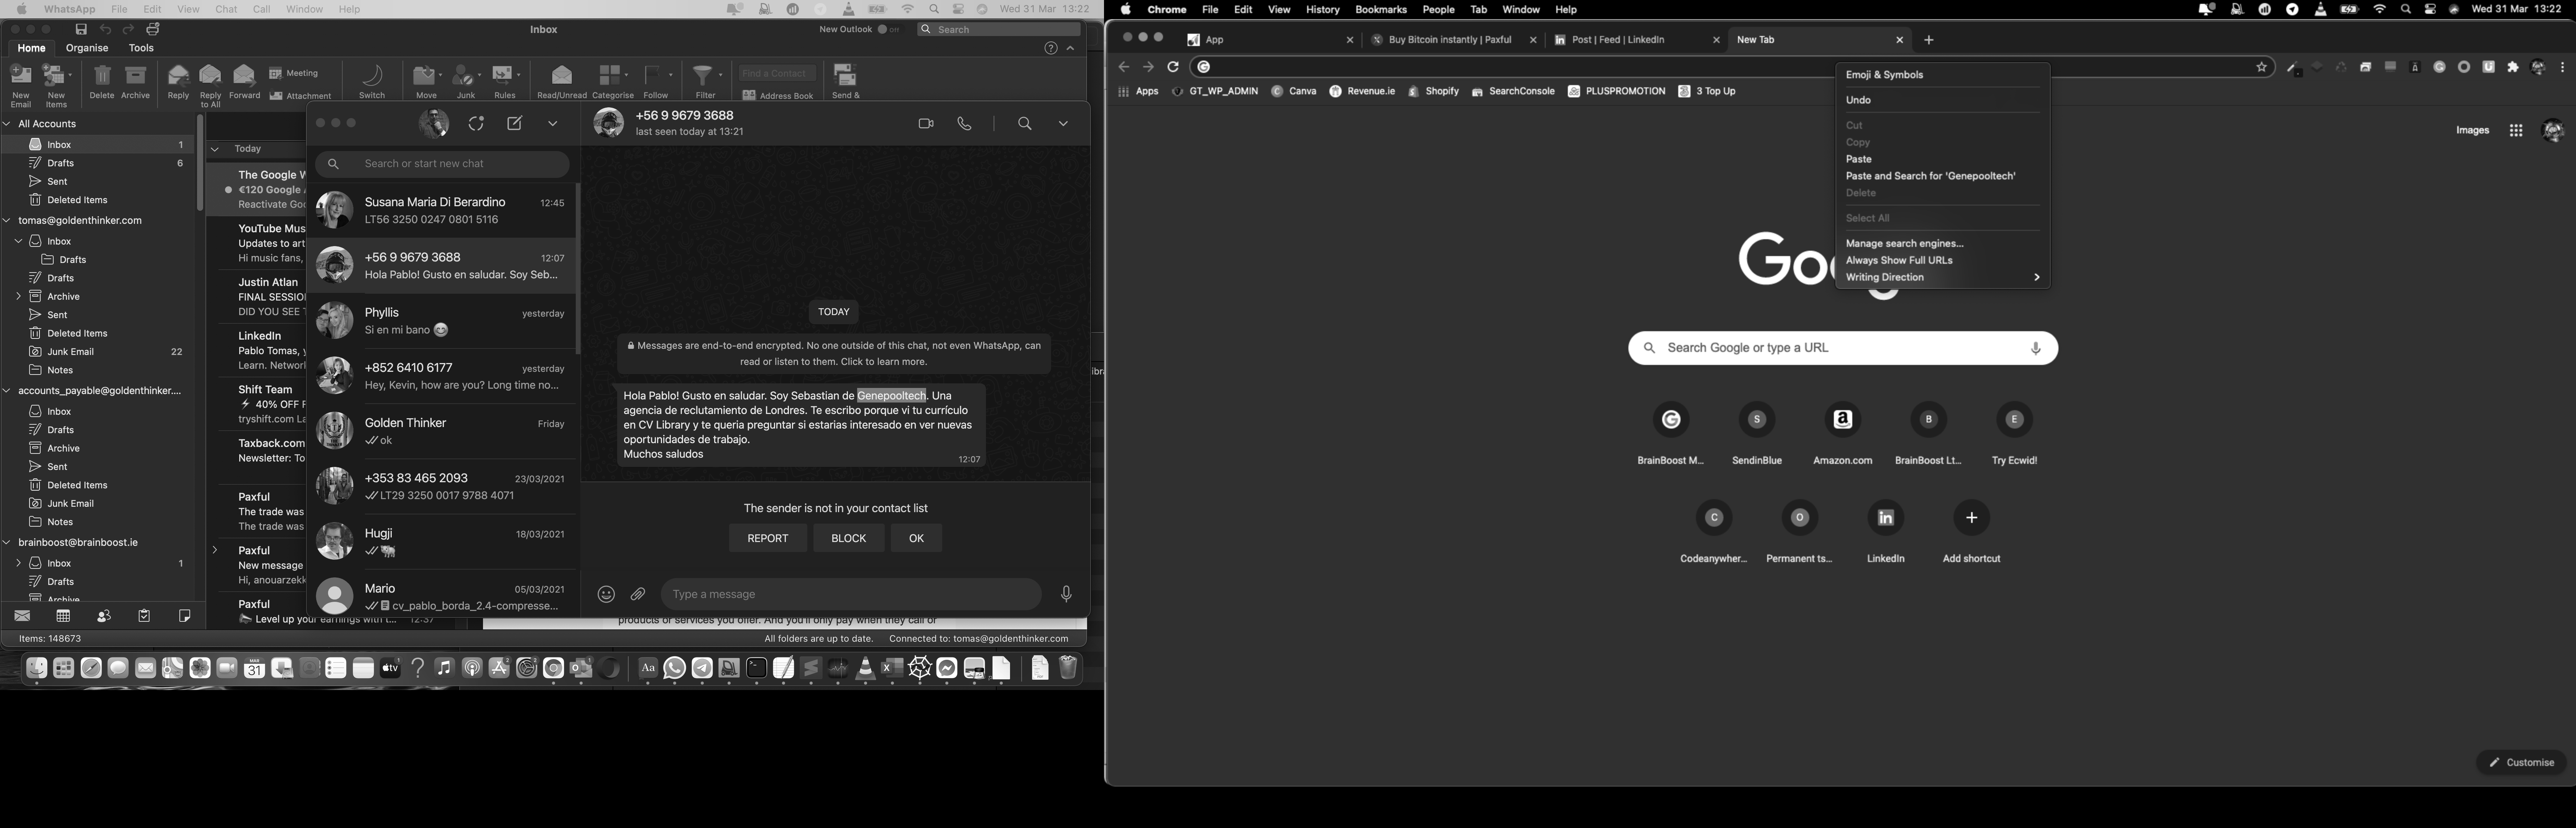 WhatsApp File Edit View Chat Call Window Help
Wed 31 Mar 13:22
Inbox
New Outlook
Search
Home Organise Tools
New Email
New Items
Delete
Archive
Reply
Reply to All
Forward
Meeting
Attachment
Switch
Move
Junk
Rules
Read/Unread
Categorise
Follow
Filter
Find a Contact
Address Book
Send &
All Accounts
Inbox 1
Drafts 6
Sent
Deleted Items
tomas@goldenthinker.com
Inbox
Drafts
Drafts
Archive
Sent
Deleted Items
Junk Email 22
Notes
accounts_payable@goldenthinker....
Inbox
Drafts
Archive
Sent
Deleted Items
Junk Email
Notes
brainboost@brainboost.ie
Inbox 1
Drafts
Archive
Items: 148673
Today
The Google W
€120 Google
Reactivate Goo
YouTube Mus
Updates to art
Hi music fans,
Justin Atlan
FINAL SESSIO
DID YOU SEE
LinkedIn
Pablo Tomas, y
Learn. Network
Shift Team
40% OFF F
tryshift.com La
Taxback.com
Newsletter: To
Paxful
The trade was
The trade was
Paxful
New message
Hi, anouarzekk
Paxful
Level up your earnings with t... 12:37
Search or start new chat
Susana Maria Di Berardino 12:45
LT56 3250 0247 0801 5116
+56 9 9679 3688 12:07
Hola Pablo! Gusto en saludar. Soy Seb...
Phyllis yesterday
Si en mi bano 😊
+852 6410 6177 yesterday
Hey, Kevin, how are you? Long time no...
Golden Thinker Friday
ok
+353 83 465 2093 23/03/2021
LT29 3250 0017 9788 4071
Hugji 18/03/2021
Mario 05/03/2021
cv_pablo_borda_2.4-compresse...
+56 9 9679 3688
last seen today at 13:21
TODAY
Messages are end-to-end encrypted. No one outside of this chat, not even WhatsApp, can
read or listen to them. Click to learn more.
Hola Pablo! Gusto en saludar. Soy Sebastian de Genepooltech. Una
agencia de reclutamiento de Londres. Te escribo porque vi tu currículo
en CV Library y te queria preguntar si estarias interesado en ver nuevas
oportunidades de trabajo.
Muchos saludos
12:07
The sender is not in your contact list
REPORT BLOCK OK
Type a message
products or services you offer. And you'll only pay when they call or
All folders are up to date. Connected to: tomas@goldenthinker.com
Chrome File Edit View History Bookmarks People Tab Window Help
Wed 31 Mar 13:22
App
Buy Bitcoin instantly | Paxful
Post | Feed | LinkedIn
New Tab
Apps GT_WP_ADMIN Canva Revenue.ie Shopify SearchConsole PLUSPROMOTION 3 Top Up
Images
Emoji & Symbols
Undo
Cut
Copy
Paste
Paste and Search for 'Genepooltech'
Delete
Select All
Manage search engines...
Always Show Full URLs
Writing Direction
Search Google or type a URL
BrainBoost M...
S
SendinBlue
Amazon.com
B
BrainBoost Lt...
E
Try Ecwid!
C
Codeanywher...
O
Permanent ts...
LinkedIn
Add shortcut
Customise